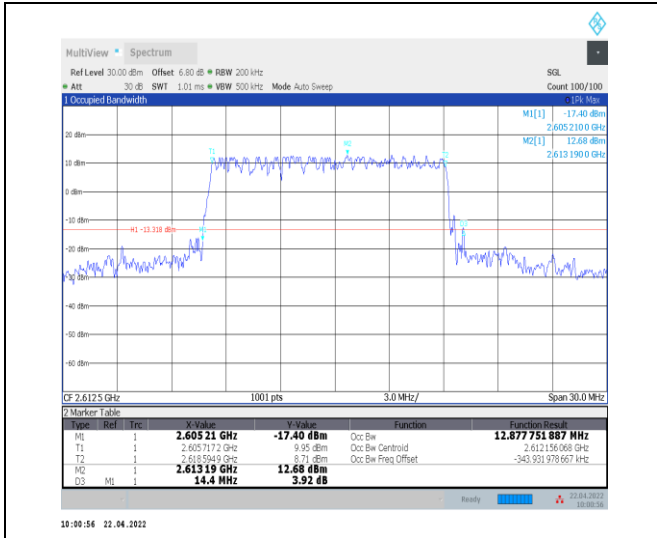 MultiView Spectrum
Ref Level 30.00 dBm Offset 6.80 dB RBW 200 kHz SGL
Att 30 dB SWT 1.01 ms VBW 500 kHz Mode Auto Sweep Count 100/100
1 Occupied Bandwidth 1Pk Max
M1[1] -17.40 dBm
2.605 210 0 GHz
M2[1] 12.68 dBm
2.613 190 0 GHz
20 dBm
M2
T1
10 dBm
0 dBm
-10 dBm
D3
H1 -13.318 dBm
-20 dBm
-30 dBm
-40 dBm
-50 dBm
-60 dBm
CF 2.6125 GHz 1001 pts 3.0 MHz/ Span 30.0 MHz
2 Marker Table
Type Ref Trc X-Value Y-Value Function Function Result
M1 1 2.605 21 GHz -17.40 dBm Occ Bw 12.877 751 887 MHz
T1 1 2.605 717 2 GHz 9.95 dBm Occ Bw Centroid 2.612 156 068 GHz
T2 1 2.618 594 9 GHz 8.71 dBm Occ Bw Freq Offset -343.931 978 667 kHz
M2 1 2.613 19 GHz 12.68 dBm
D3 M1 1 14.4 MHz 3.92 dB
Ready 22.04.2022
10:00:56
10:00:56 22.04.2022